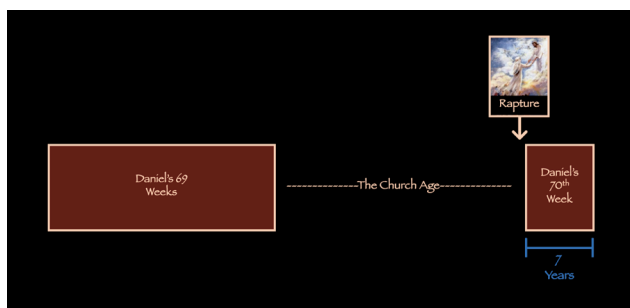 Rapture
Daniel's 69
Weeks
------------The Church Age------------
Daniel's
70th
Week
7
Years